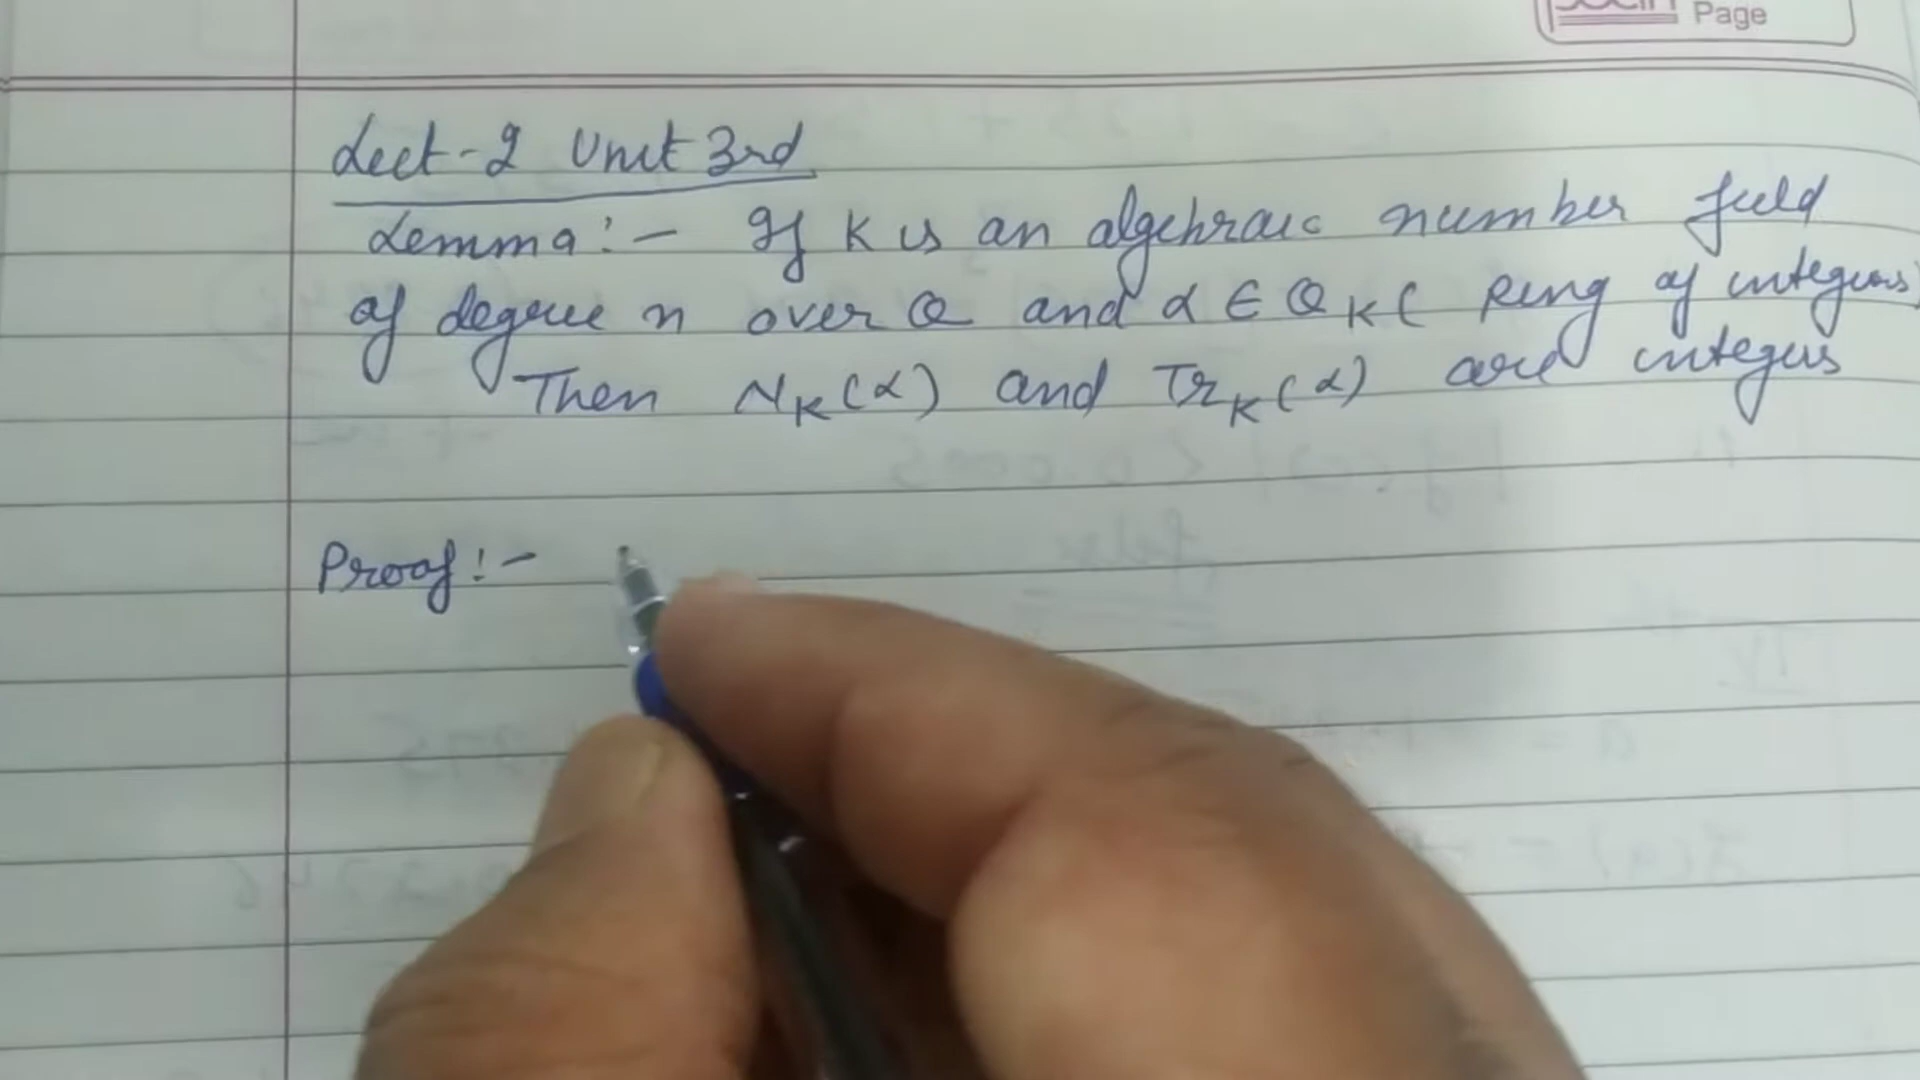 Page
Lect-2 Unit 3rd
Lemma:- If K is an algebraic number field
of degree n over Q and α ∈ O_K ( Ring of integers)
Then N_K(α) and Tr_K(α) are integers
Proof:-